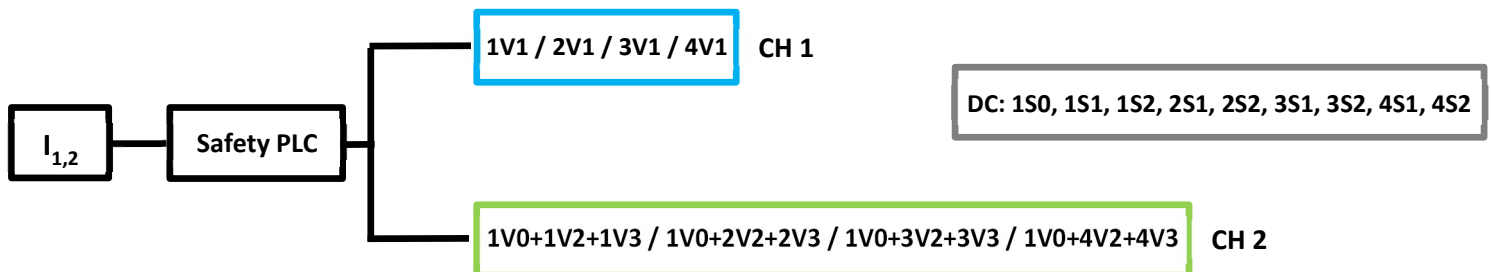 1V1 / 2V1 / 3V1 / 4V1 CH 1
DC: 1S0, 1S1, 1S2, 2S1, 2S2, 3S1, 3S2, 4S1, 4S2
I1,2 Safety PLC
1V0+1V2+1V3 / 1V0+2V2+2V3 / 1V0+3V2+3V3 / 1V0+4V2+4V3 CH 2